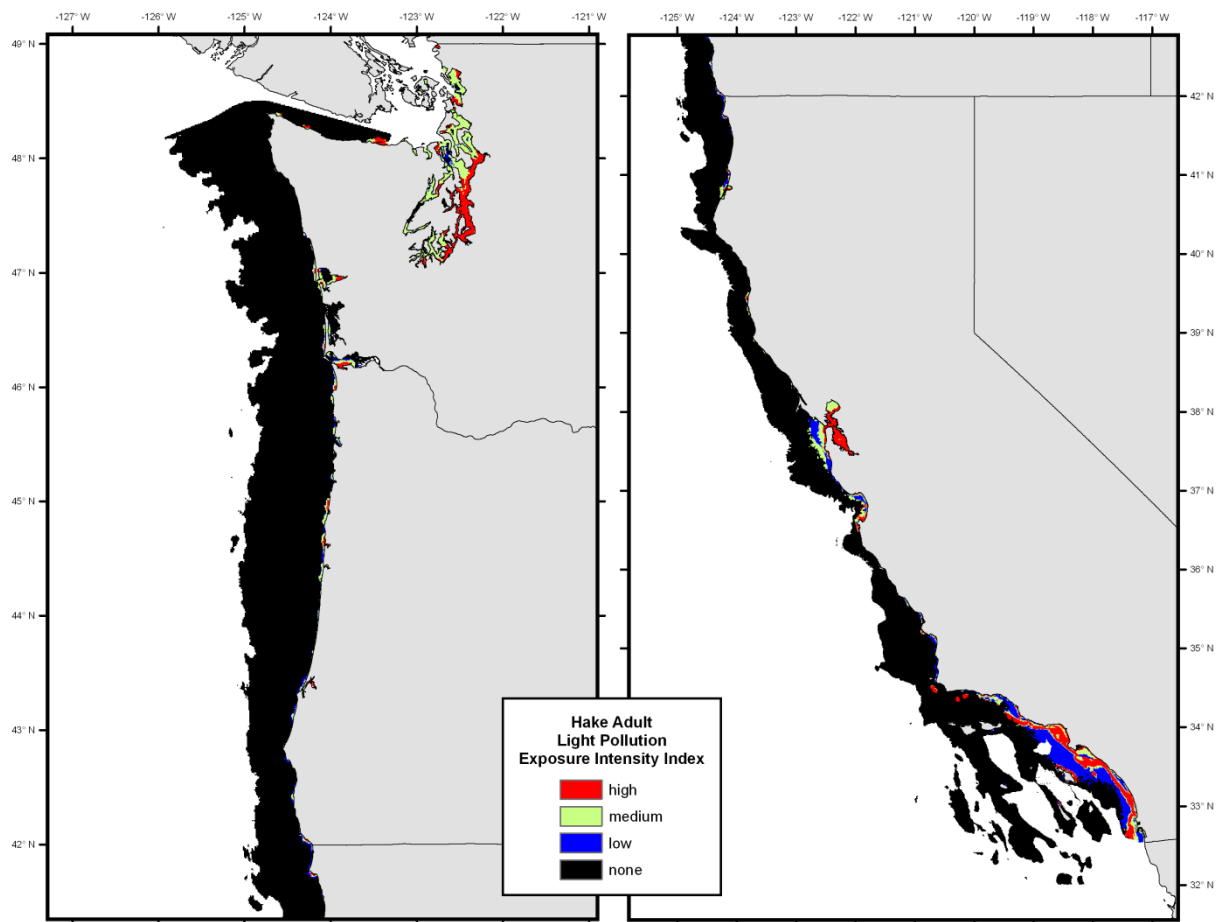 -127°W -126°W -125°W -124°W -123°W -122°W -121°W
-125°W -124°W -123°W -122°W -121°W -120°W -119°W -118°W -117°W
49° N
48° N
47° N
46° N
45° N
44° N
43° N
42° N
42° N
41° N
40° N
39° N
38° N
37° N
36° N
35° N
34° N
33° N
32° N
Hake Adult
Light Pollution
Exposure Intensity Index
high
medium
low
none